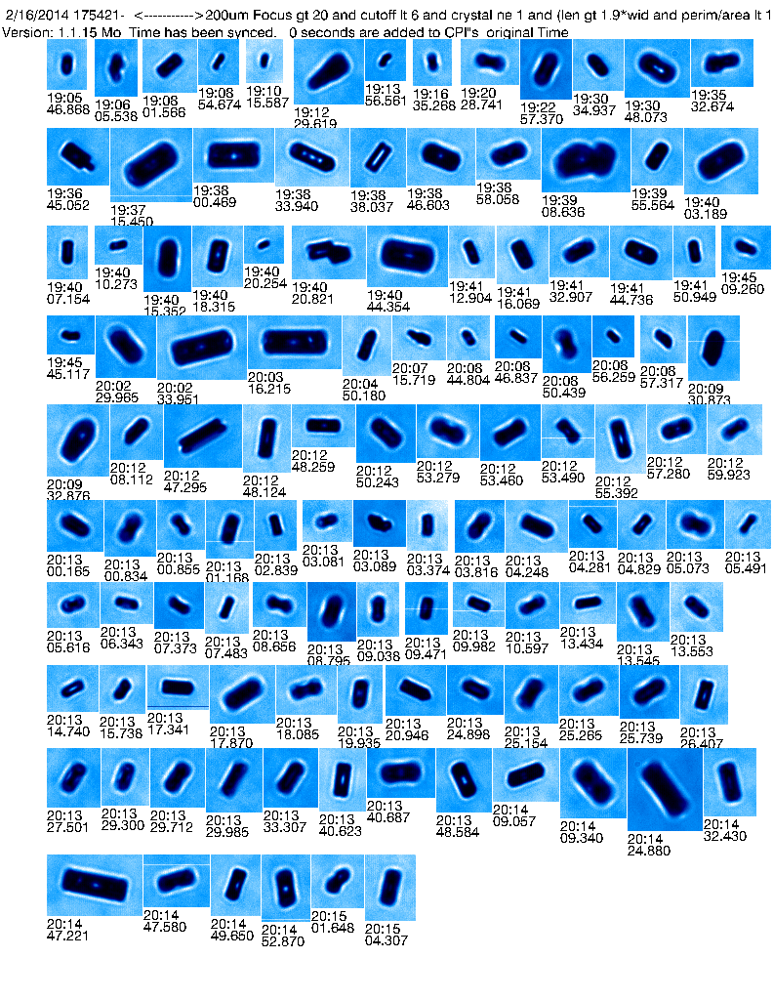 2/16/2014 175421- <----------->200um Focus gt 20 and cutoff lt 6 and crystal ne 1 and (len gt 1.9*wid and perim/area lt 1
Version: 1.1.15 Mo Time has been synced. 0 seconds are added to CPI"s original Time
19:05 19:06 19:08 19:08 19:10 19:12 19:13 19:16 19:20 19:22 19:30 19:30 19:35
46.868 05.538 01.566 54.674 15.587 29.619 56.561 35.268 28.741 57.370 34.937 48.073 32.674
19:36 19:37 19:38 19:38 19:38 19:38 19:38 19:39 19:39 19:40
45.052 15.450 00.469 33.940 38.037 46.603 58.058 08.636 55.564 03.189
19:40 19:40 19:40 19:40 19:40 19:40 19:40 19:41 19:41 19:41 19:41 19:41 19:45
07.154 10.273 15.352 18.315 20.254 20.821 44.354 12.904 16.069 32.907 44.736 50.949 09.260
19:45 20:02 20:02 20:03 20:04 20:07 20:08 20:08 20:08 20:08 20:08 20:09
45.117 29.965 33.951 16.215 50.180 15.719 44.804 46.837 50.439 56.259 57.317 30.873
20:09 20:12 20:12 20:12 20:12 20:12 20:12 20:12 20:12 20:12 20:12 20:12
32.876 08.112 47.295 48.124 48.259 50.243 53.279 53.460 53.490 55.392 57.280 59.923
20:13 20:13 20:13 20:13 20:13 20:13 20:13 20:13 20:13 20:13 20:13 20:13 20:13 20:13
00.165 00.834 00.855 01.168 02.839 03.081 03.089 03.374 03.816 04.248 04.281 04.829 05.073 05.491
20:13 20:13 20:13 20:13 20:13 20:13 20:13 20:13 20:13 20:13 20:13 20:13 20:13
05.616 06.343 07.373 07.483 08.656 08.795 09.038 09.471 09.982 10.597 13.434 13.545 13.553
20:13 20:13 20:13 20:13 20:13 20:13 20:13 20:13 20:13 20:13 20:13 20:13
14.740 15.738 17.341 17.870 18.085 19.935 20.946 24.898 25.154 25.265 25.739 26.407
20:13 20:13 20:13 20:13 20:13 20:13 20:13 20:13 20:14 20:14 20:14 20:14
27.501 29.300 29.712 29.985 33.307 40.623 40.687 48.584 09.057 09.340 24.880 32.430
20:14 20:14 20:14 20:14 20:15 20:15
47.221 47.580 49.650 52.870 01.648 04.307